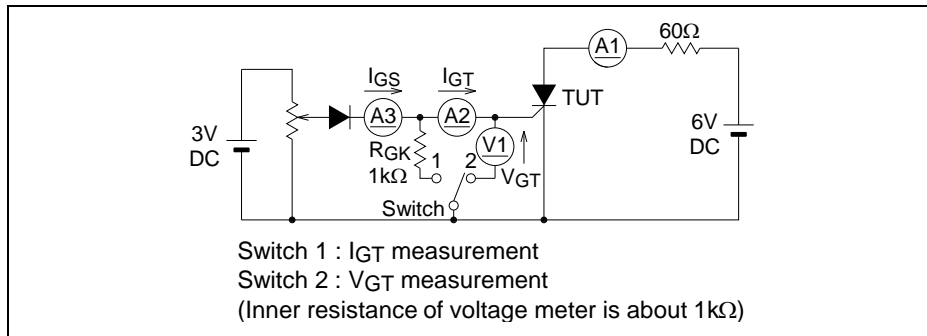 60Ω
A1
IGS
IGT
TUT
A3
A2
3V
DC
6V
DC
RGK
1kΩ
1
2
V1
VGT
Switch
Switch 1 : IGT measurement
Switch 2 : VGT measurement
(Inner resistance of voltage meter is about 1kΩ)